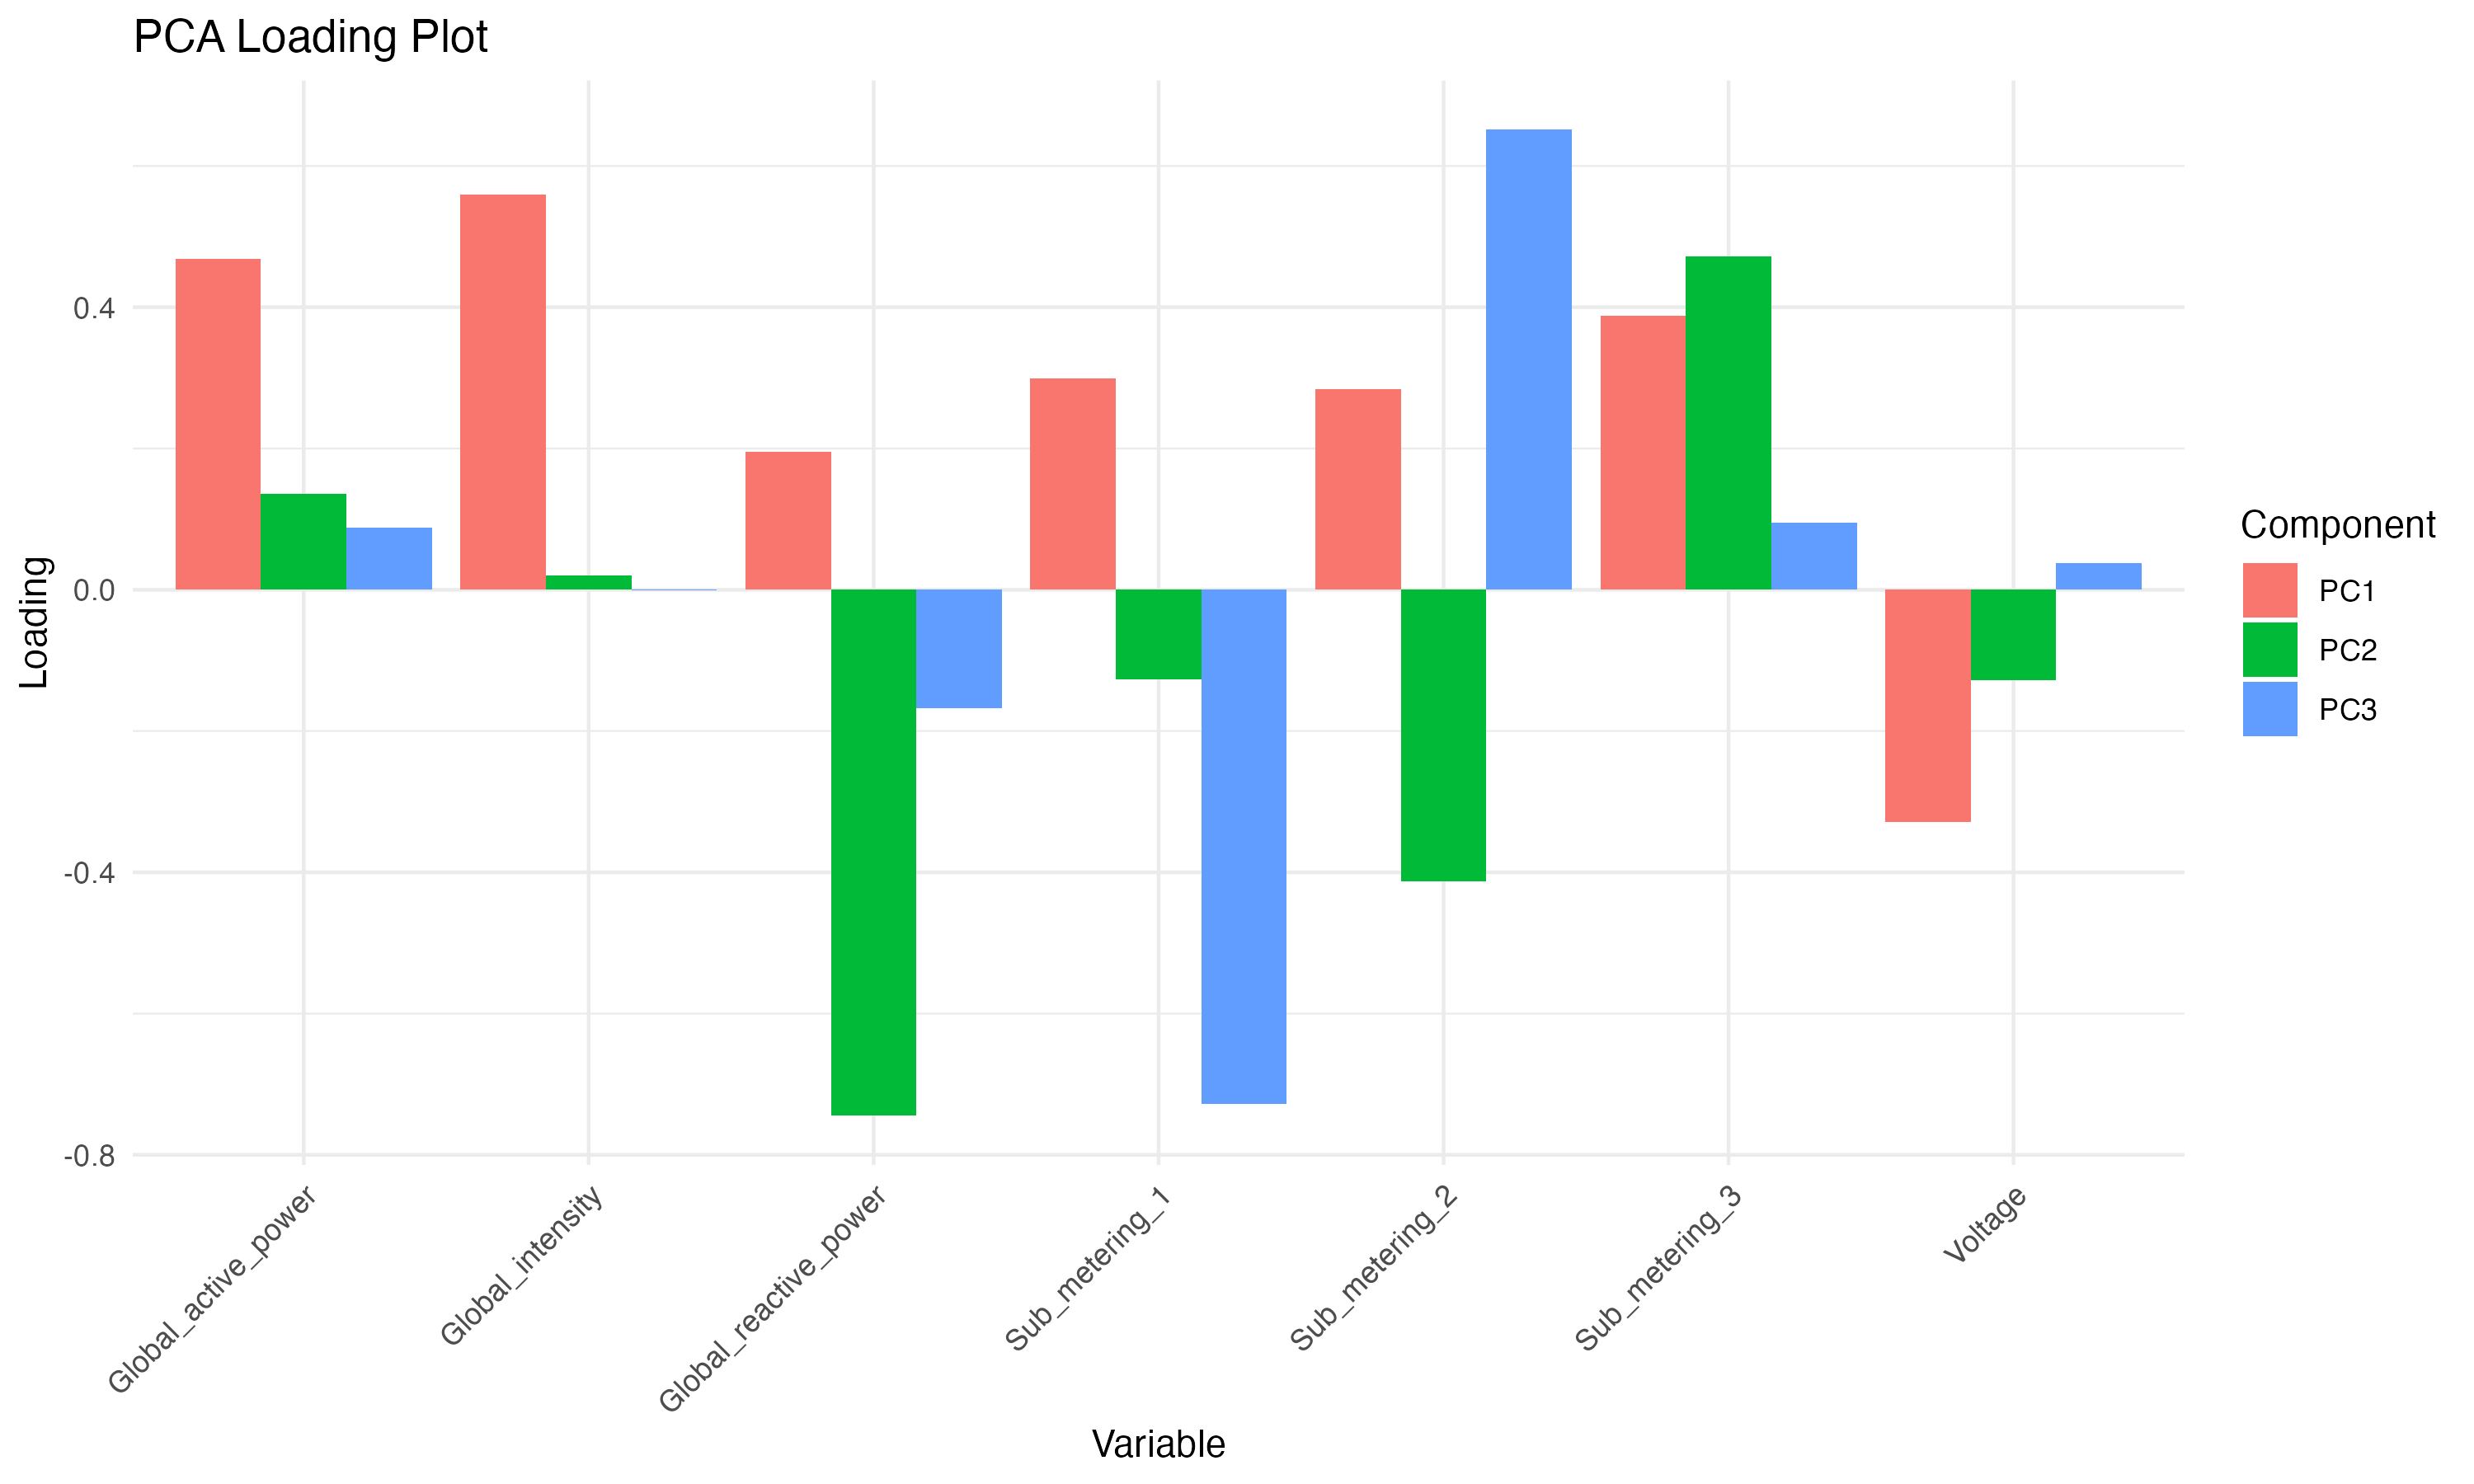 PCA Loading Plot
Loading
0.4
0.0
-0.4
-0.8
Global_active_power
Global_intensity
Global_reactive_power
Sub_metering_1
Sub_metering_2
Sub_metering_3
Voltage
Variable
Component
PC1
PC2
PC3